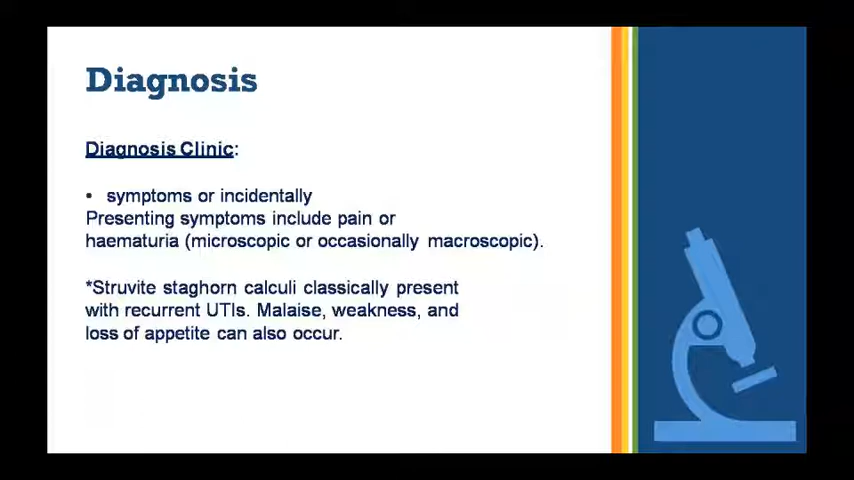 Diagnosis
Diagnosis Clinic:
• symptoms or incidentally
Presenting symptoms include pain or
haematuria (microscopic or occasionally macroscopic).
*Struvite staghorn calculi classically present
with recurrent UTIs. Malaise, weakness, and
loss of appetite can also occur.